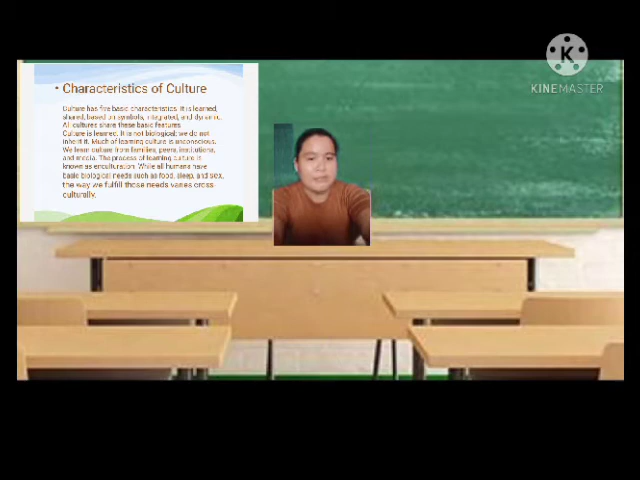 • Characteristics of Culture
Culture has five basic characteristics. It is learned,
shared, based on symbols, integrated, and dynamic.
All cultures share these basic features.
Culture is learned. It is not biological; we do not
inherit it. Much of learning culture is unconscious.
We learn culture from families, peers, institutions,
and media. The process of learning culture is
known as enculturation. While all humans have
basic biological needs such as food, sleep, and sex,
the way we fulfill those needs varies cross
culturally.
K
KINEMASTER